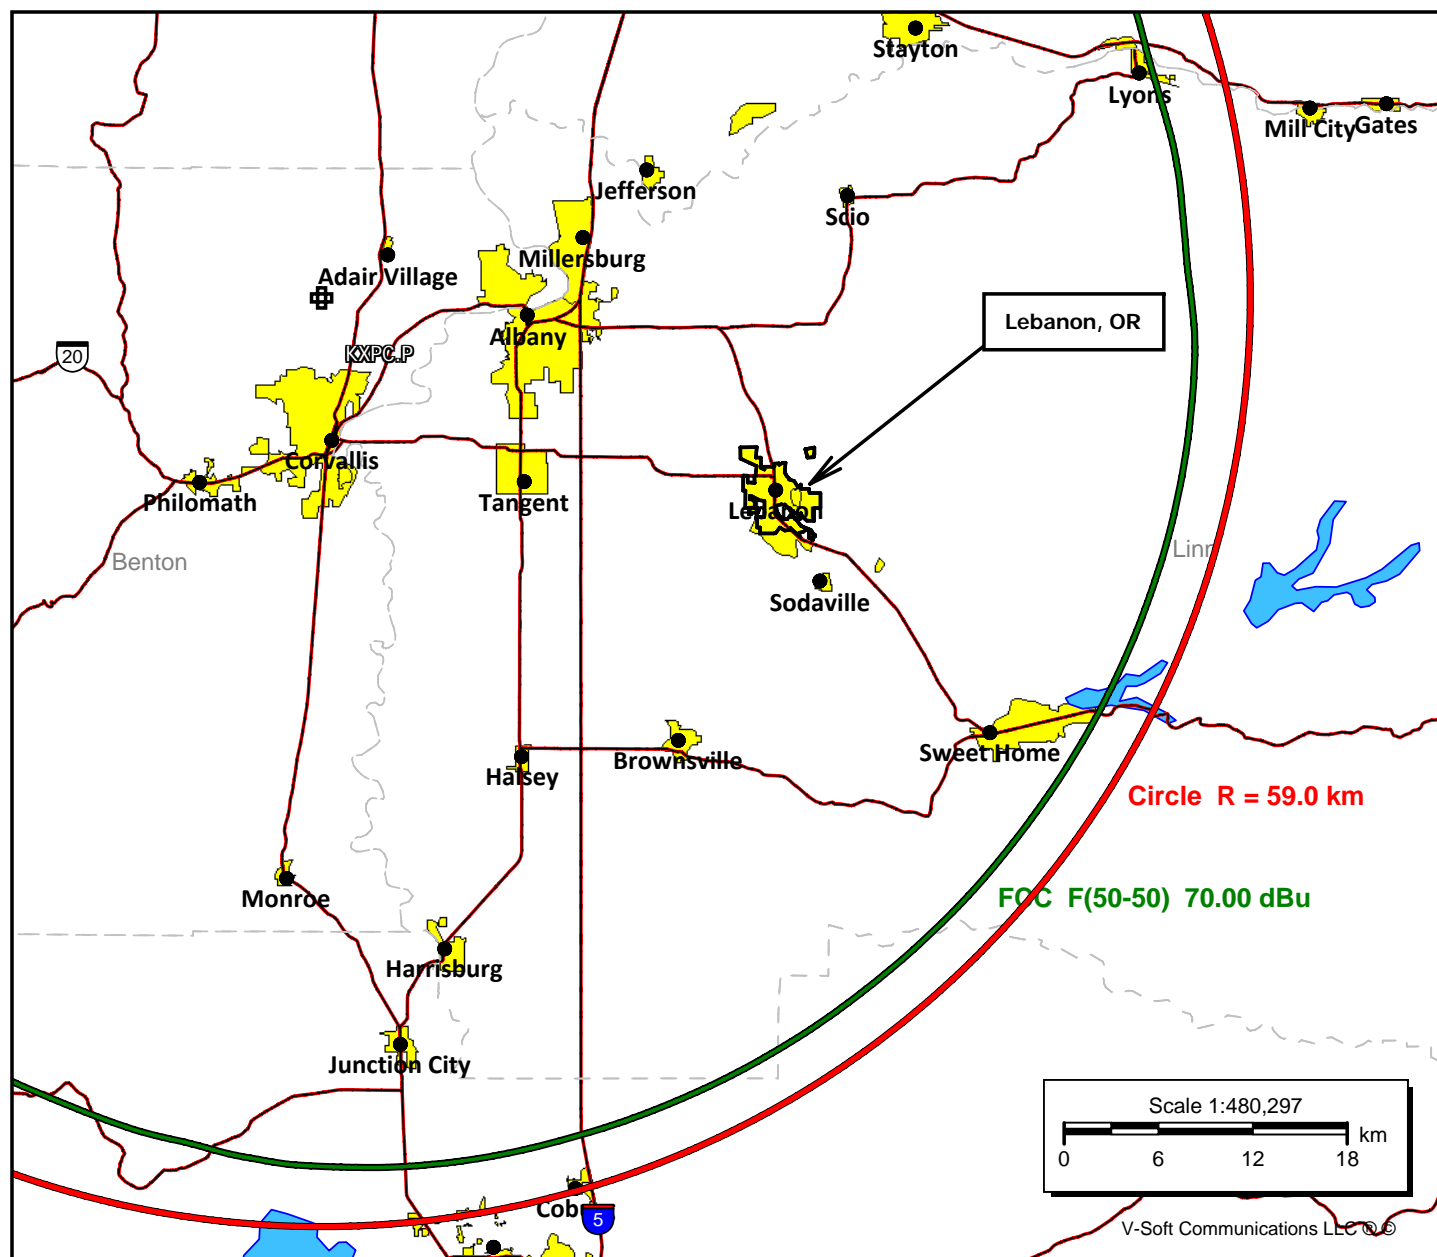 Stayton
Lyons
Mill City
Gates
Jefferson
Scio
Millersburg
Adair Village
Lebanon, OR
Albany
20
KXPC.P
Corvallis
Philomath
Tangent
Lebanon
Benton
Linn
Sodaville
Brownsville
Sweet Home
Halsey
Circle R = 59.0 km
FCC F(50-50) 70.00 dBu
Monroe
Harrisburg
Junction City
Scale 1:480,297
km
0 6 12 18
Cob
5
V-Soft Communications LLC ® ©